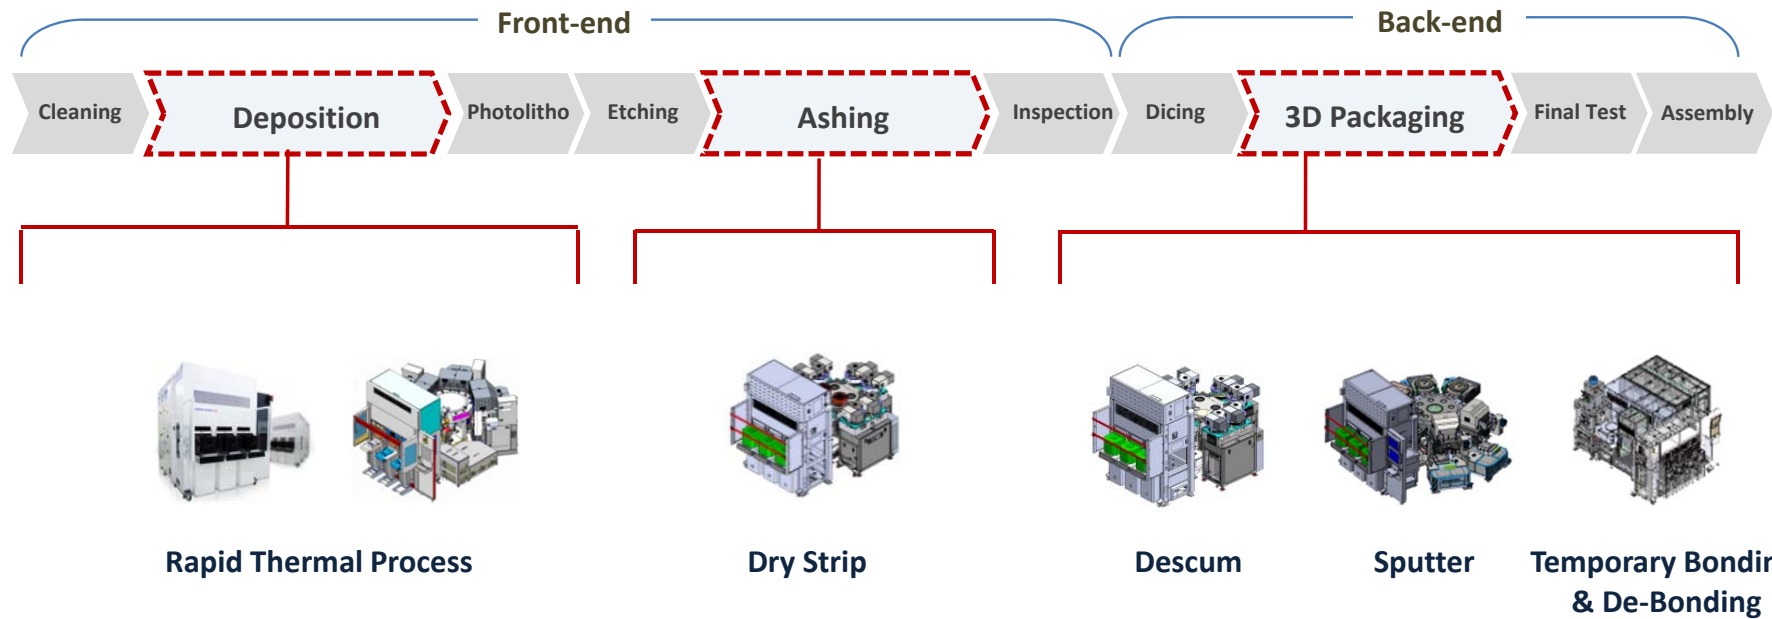 Front-end
Back-end
Cleaning
Deposition
Photolitho
Etching
Ashing
Inspection
Dicing
3D Packaging
Final Test
Assembly
Rapid Thermal Process
Dry Strip
Descum
Sputter
Temporary
& De-Bonding